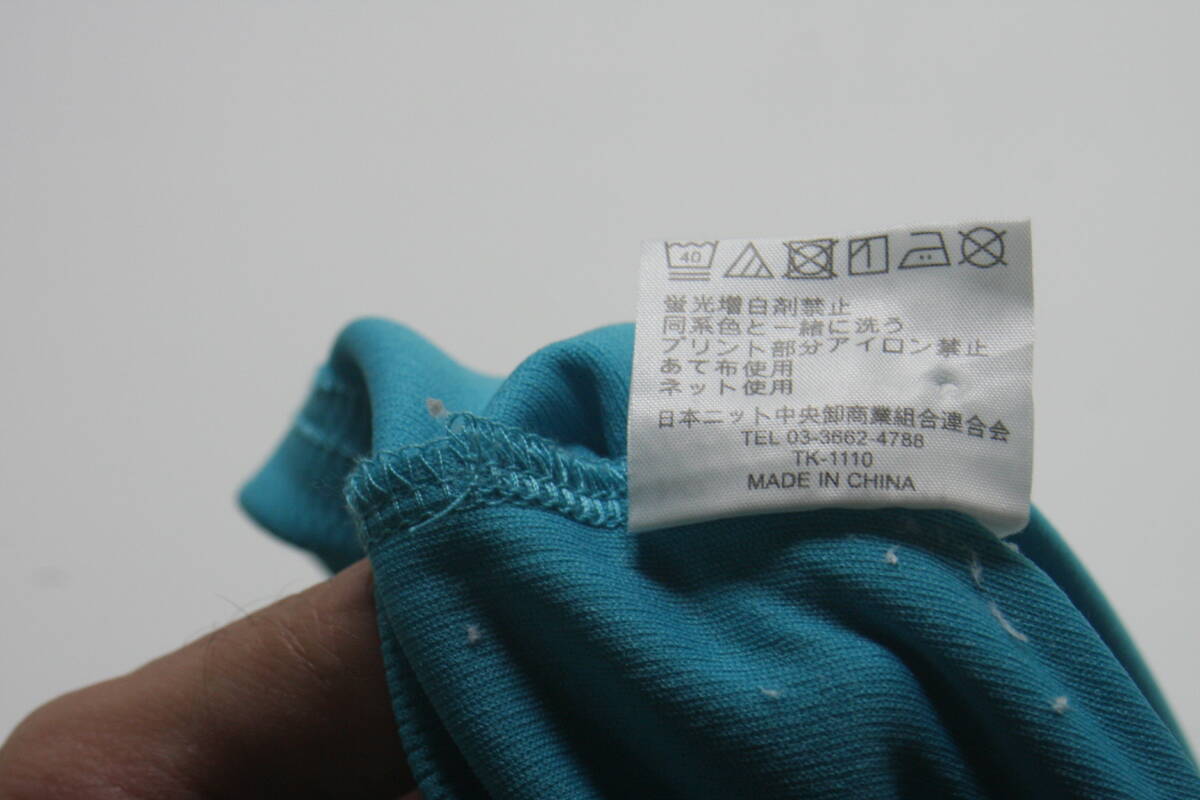 40
蛍光増白剤禁止
同系色と一緒に洗う
プリント部分アイロン禁止
あて布使用
ネット使用
日本ニット中央卸商業組合連合会
TEL 03-3662-4788
TK-1110
MADE IN CHINA